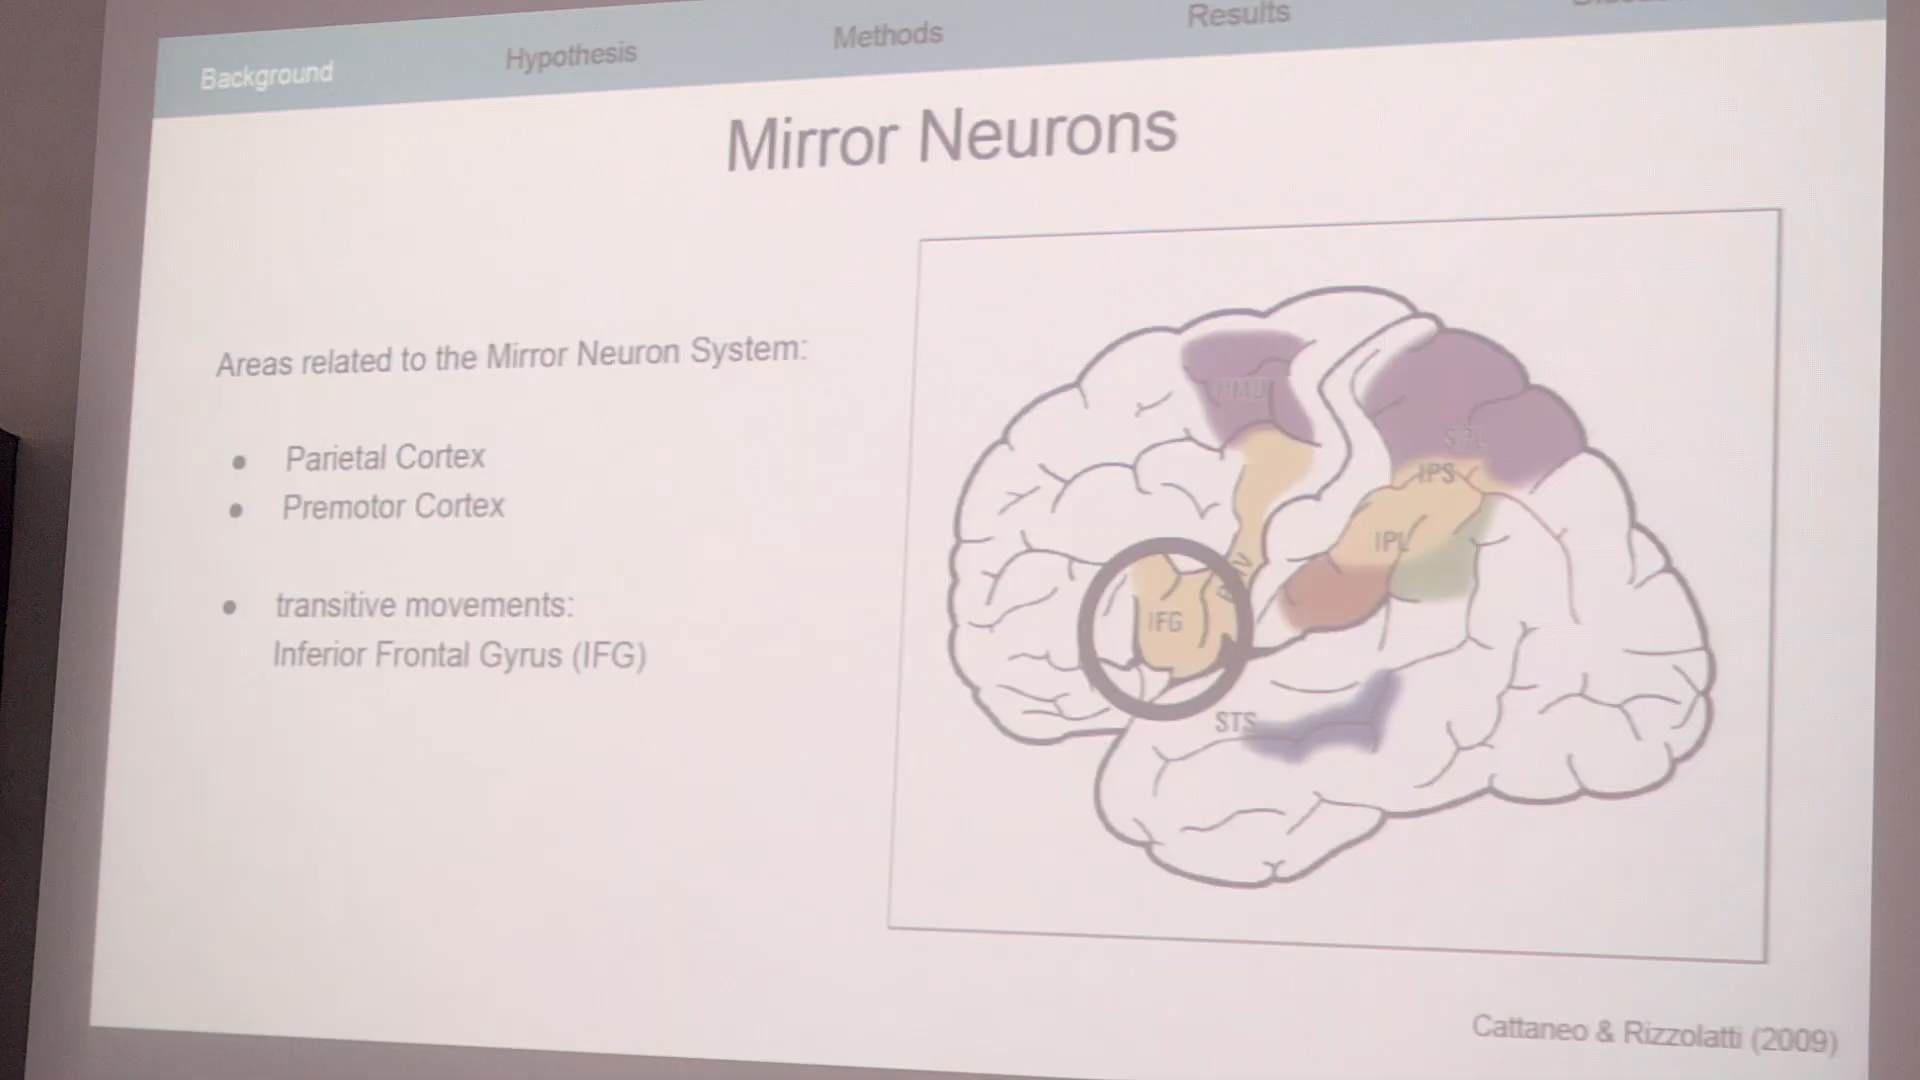 Background
Hypothesis
Methods
Results
Mirror Neurons
Areas related to the Mirror Neuron System:
Parietal Cortex
Premotor Cortex
transitive movements:
Inferior Frontal Gyrus (IFG)
SPL
IPS
IPL
IFG
STS
Cattaneo & Rizzolatti (2009)